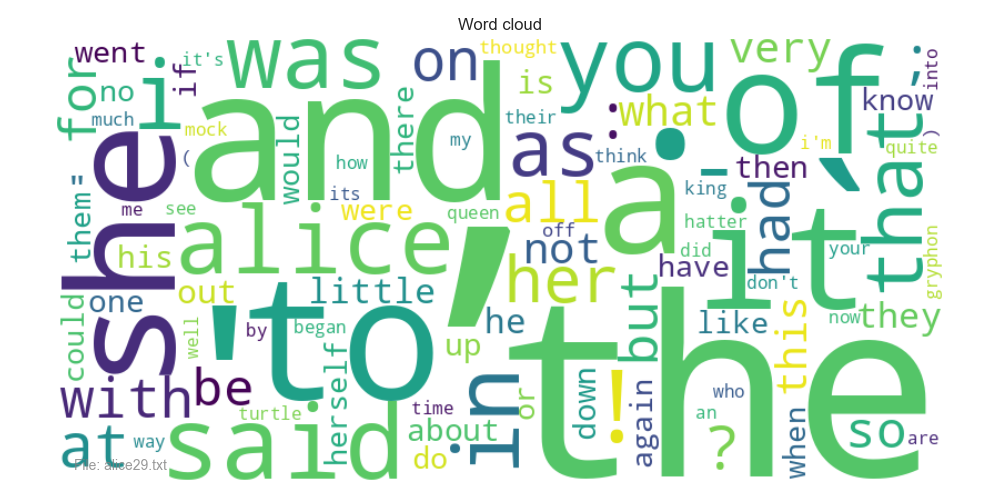 Word cloud
went
it's
was
on
thought
you
very
of
;
into
for
no
i
if
and
there
is
their
:
what
know
much
mock
(
would
how
my
as
think
.
-
then
`
i'm
quite
)
that
she
them
"
me
see
its
were
queen
all
off
not
a
king
hatter
did
had
it
your
gryphon
his
alice
,
her
have
don't
one
out
little
he
but
like
this
now
they
could
well
'
to
by
began
herself
up
in
the
with
be
turtle
time
or
down
!
again
who
an
when
so
are
at
way
said
about
do
?
File: alice29.txt